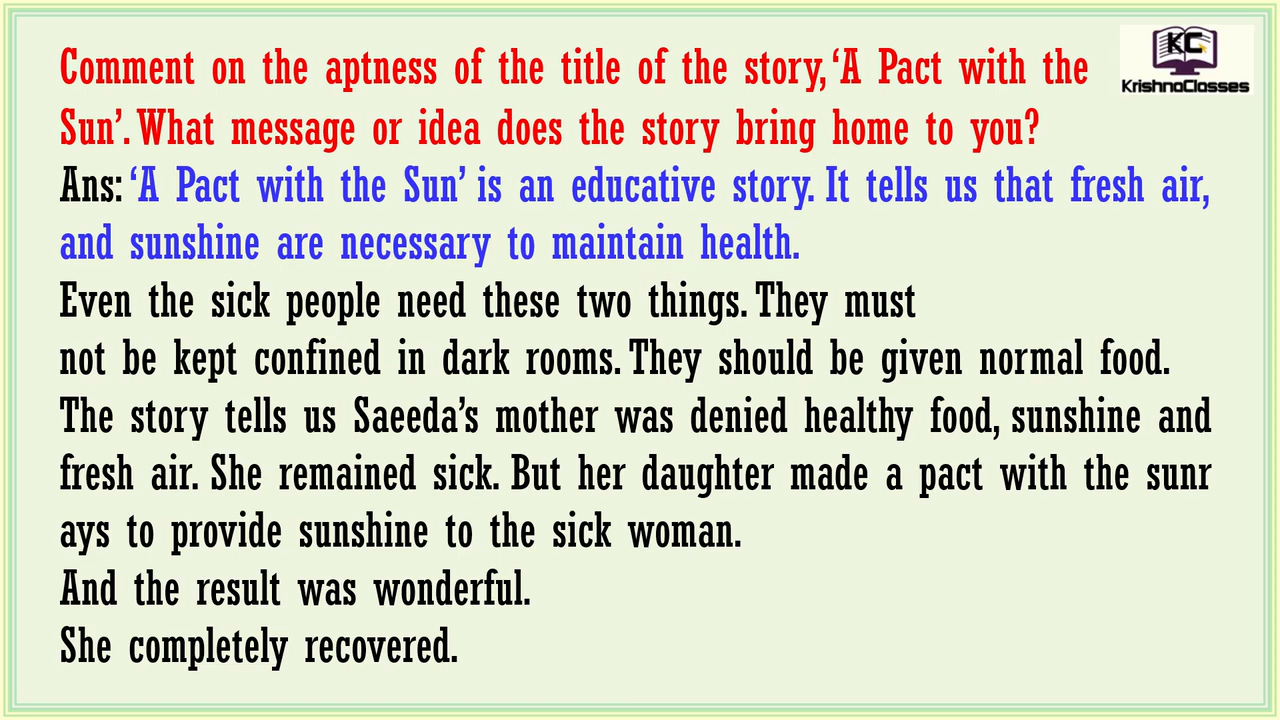 Comment on the aptness of the title of the story, ‘A Pact with the
KC
KrishnaClasses
Sun’. What message or idea does the story bring home to you?
Ans: ‘A Pact with the Sun’ is an educative story. It tells us that fresh air,
and sunshine are necessary to maintain health.
Even the sick people need these two things. They must
not be kept confined in dark rooms. They should be given normal food.
The story tells us Saeeda’s mother was denied healthy food, sunshine and
fresh air. She remained sick. But her daughter made a pact with the sunr
ays to provide sunshine to the sick woman.
And the result was wonderful.
She completely recovered.